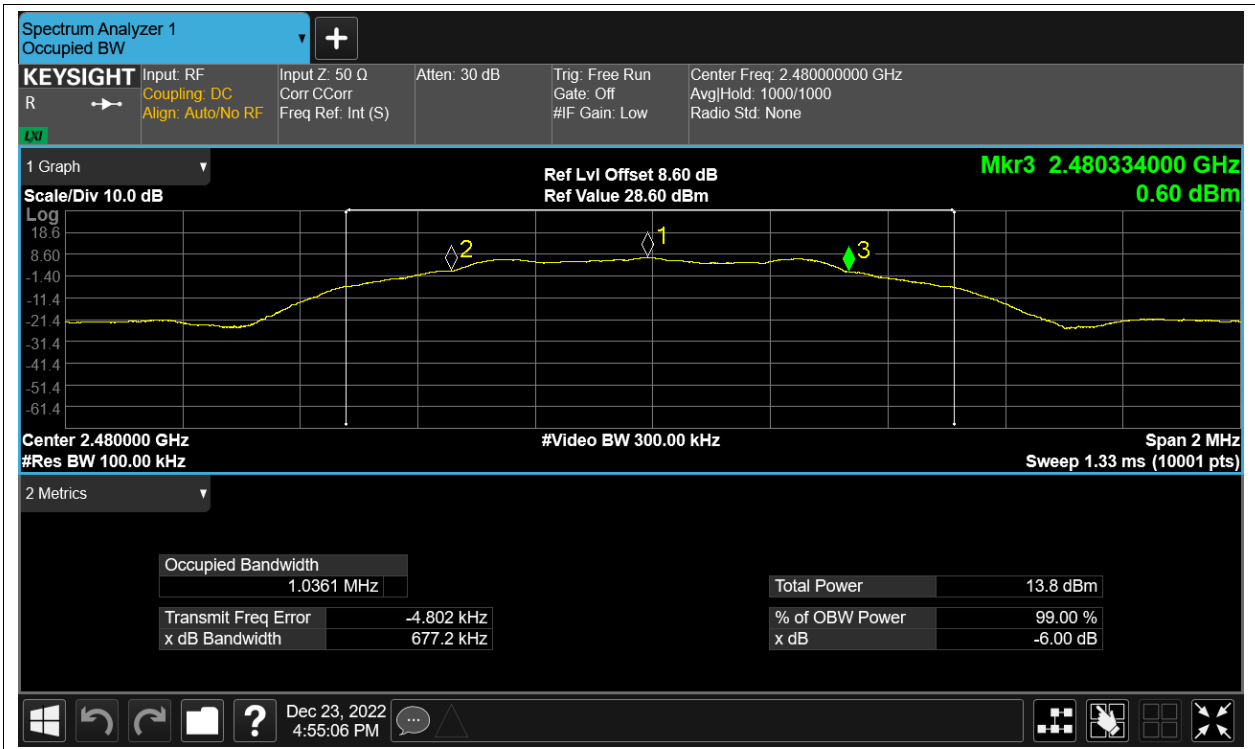 Spectrum Analyzer 1
Occupied BW
KEYSIGHT
R
LXI
Input: RF
Coupling: DC
Align: Auto/No RF
Input Z: 50 Ω
Corr CCorr
Freq Ref: Int (S)
Atten: 30 dB
Trig: Free Run
Gate: Off
#IF Gain: Low
Center Freq: 2.480000000 GHz
Avg|Hold: 1000/1000
Radio Std: None
1 Graph
Scale/Div 10.0 dB
Ref Lvl Offset 8.60 dB
Ref Value 28.60 dBm
Mkr3 2.480334000 GHz
0.60 dBm
Log
18.6
8.60
-1.40
-11.4
-21.4
-31.4
-41.4
-51.4
-61.4
2
1
3
Center 2.480000 GHz
#Res BW 100.00 kHz
#Video BW 300.00 kHz
Span 2 MHz
Sweep 1.33 ms (10001 pts)
2 Metrics
Occupied Bandwidth
1.0361 MHz
Transmit Freq Error -4.802 kHz
x dB Bandwidth 677.2 kHz
Total Power 13.8 dBm
% of OBW Power 99.00 %
x dB -6.00 dB
?
Dec 23, 2022
4:55:06 PM